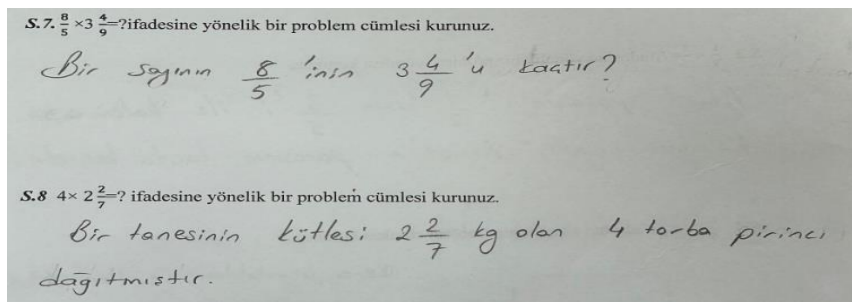 S.7. 8/5 ×3 4/9=?ifadesine yönelik bir problem cümlesi kurunuz.
Bir sayının 8/5 'inin 3 4/9 'u kaçtır?
S.8 4× 2 2/7=? ifadesine yönelik bir problem cümlesi kurunuz.
Bir tanesinin kütlesi 2 2/7 kg olan 4 torba pirinci
dağıtmıştır.